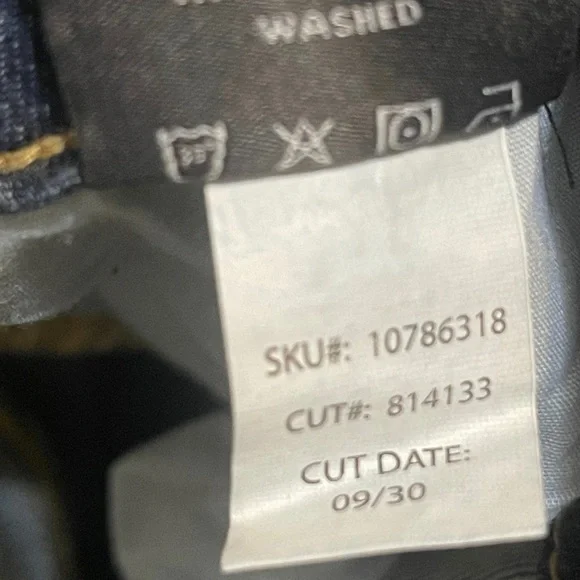 WASHED
SKU#: 10786318
CUT#: 814133
CUT DATE:
09/30